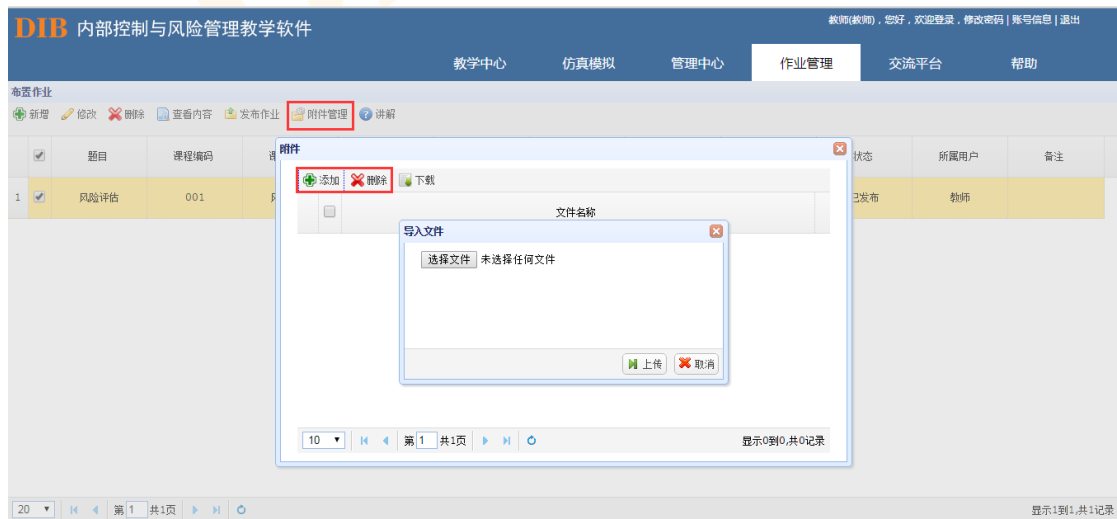 DIB 内部控制与风险管理教学软件
教师(教师)，您好，欢迎登录，修改密码 | 账号信息 | 退出
教学中心 仿真模拟 管理中心 作业管理 交流平台 帮助
布置作业
新增 修改 删除 查看内容 发布作业 附件管理 讲解
题目 课程编码 状态 所属用户 备注
1 风险评估 001 已发布 教师
附件
添加 删除 下载
文件名称
导入文件
选择文件 未选择任何文件
上传 取消
10 第 1 共1页 显示0到0,共0记录
20 第 1 共1页 显示1到1,共1记录